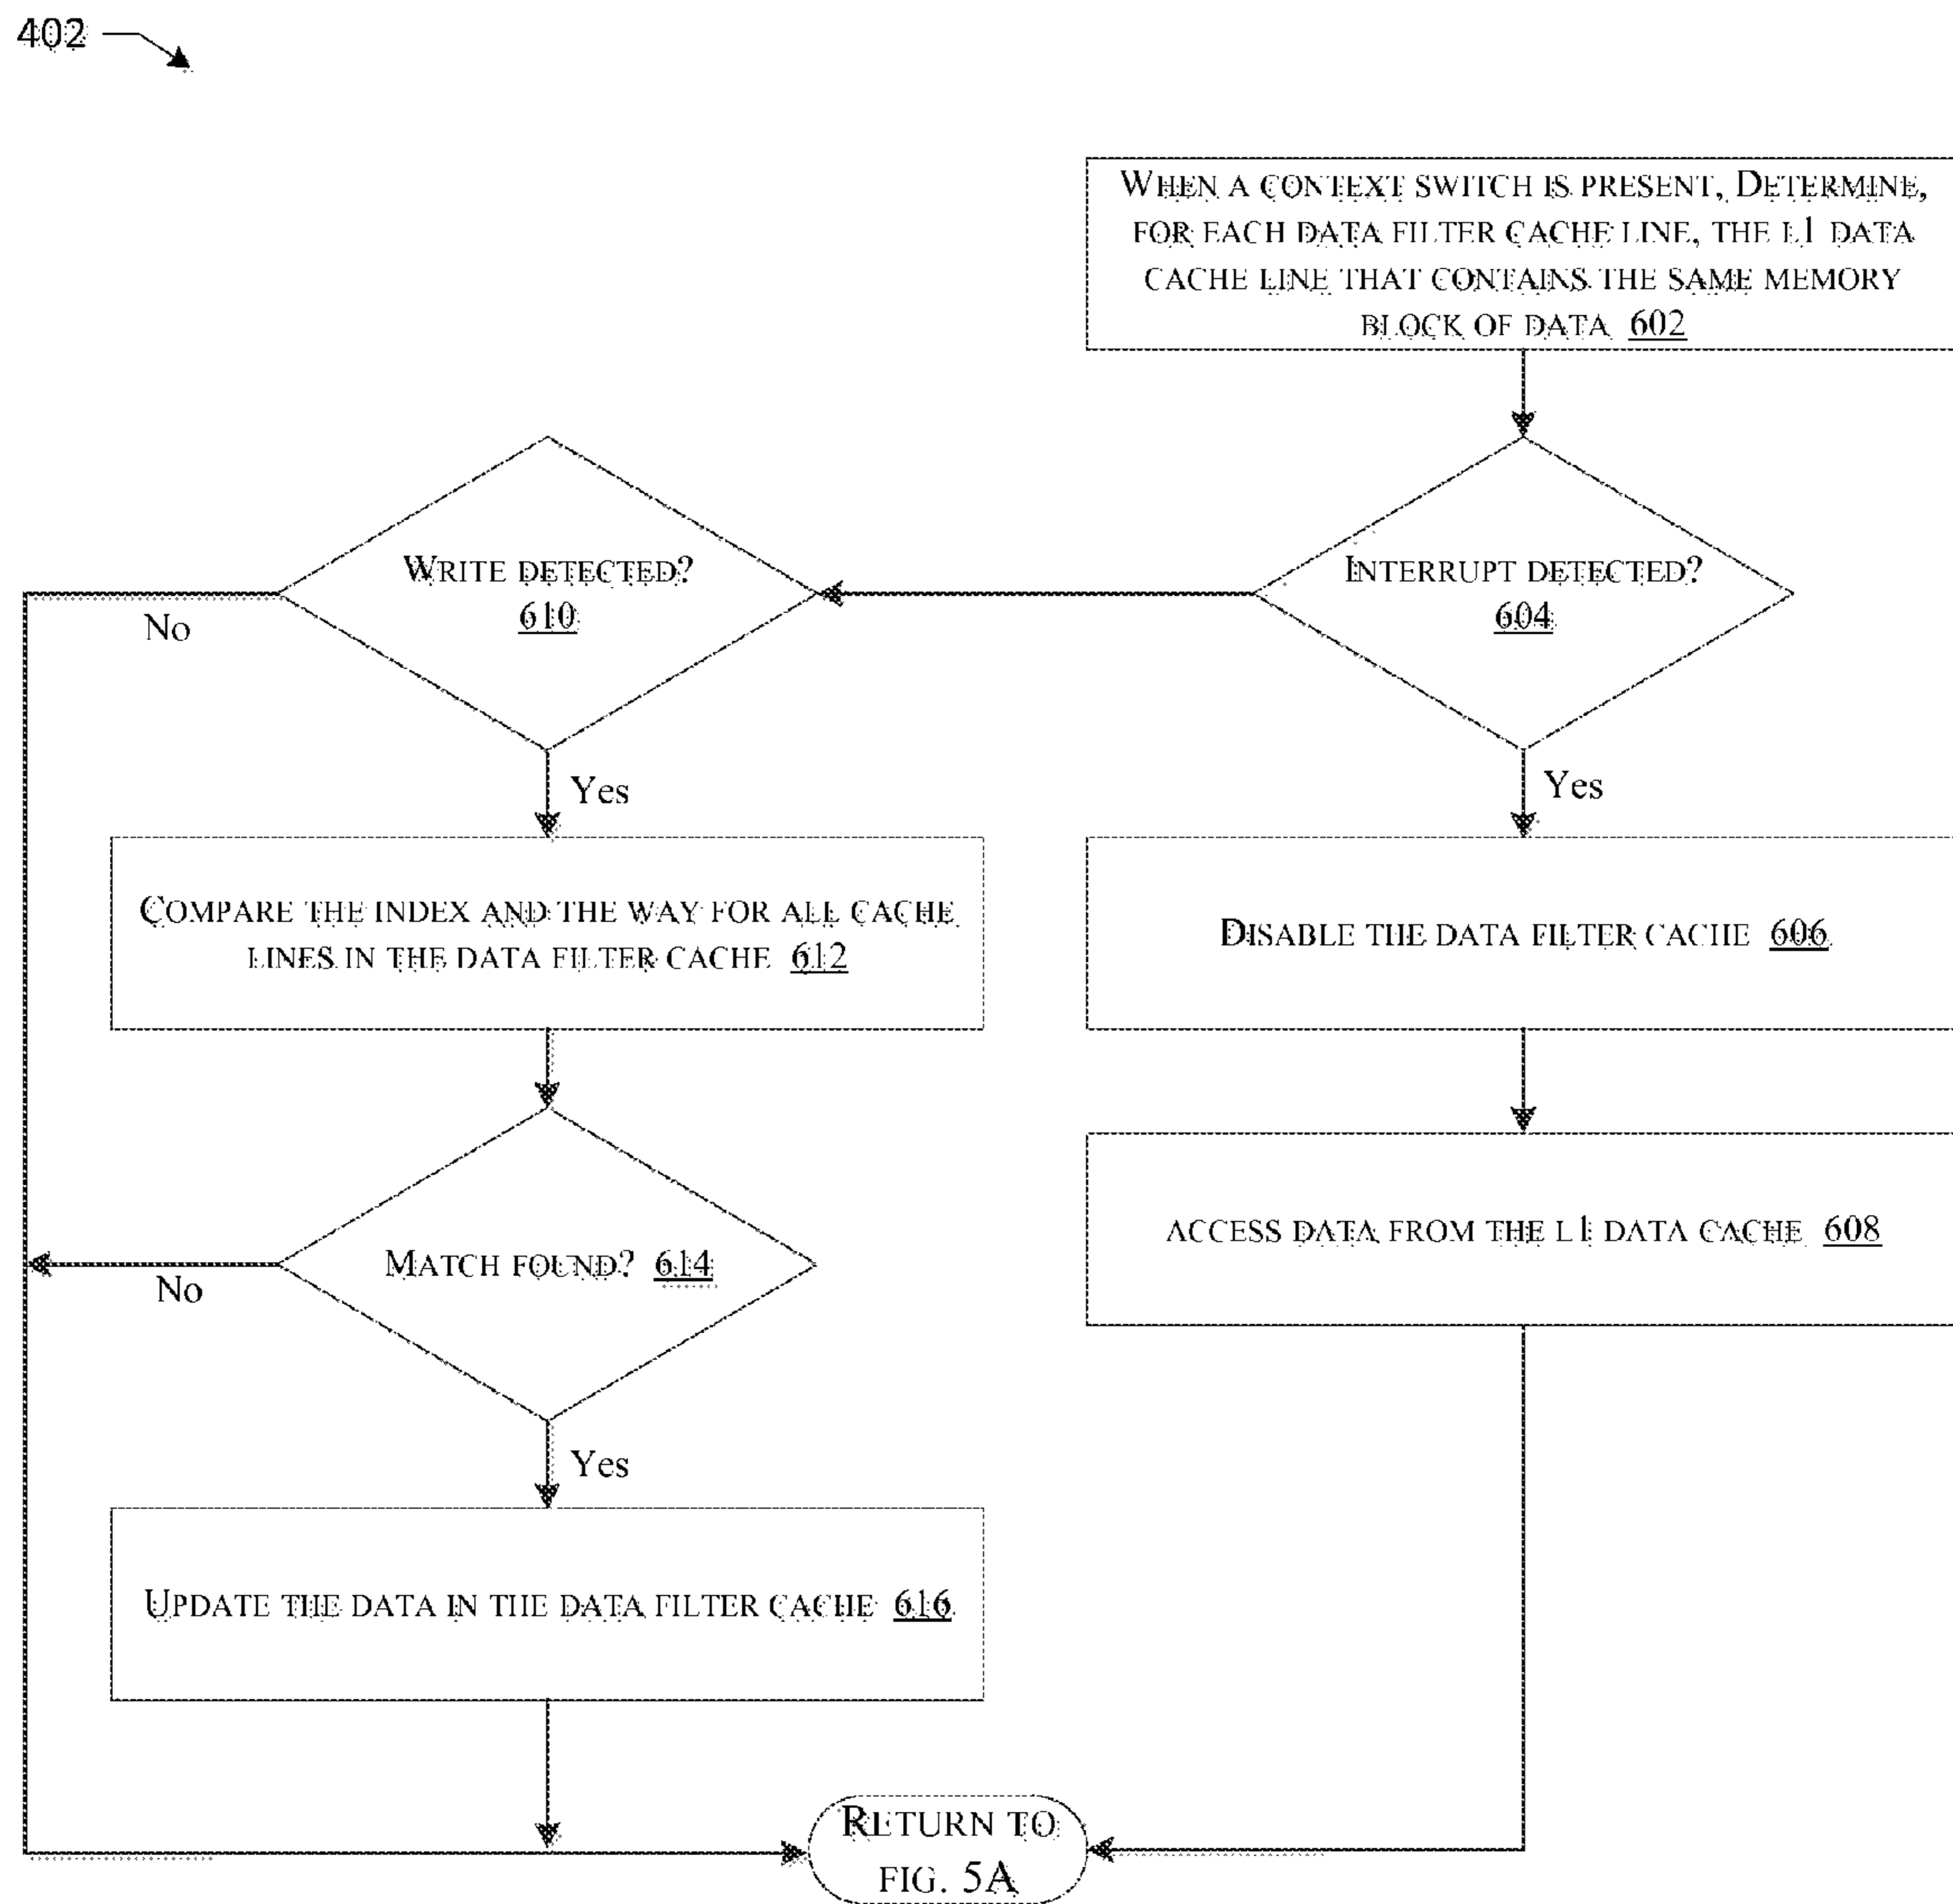 402
WHEN A CONTEXT SWITCH IS PRESENT, DETERMINE,
FOR EACH DATA FILTER CACHE LINE, THE L1 DATA
CACHE LINE THAT CONTAINS THE SAME MEMORY
BLOCK OF DATA 602
INTERRUPT DETECTED?
604
WRITE DETECTED?
610
No
Yes
Yes
COMPARE THE INDEX AND THE WAY FOR ALL CACHE
LINES IN THE DATA FILTER CACHE 612
DISABLE THE DATA FILTER CACHE 606
MATCH FOUND? 614
No
ACCESS DATA FROM THE L1 DATA CACHE 608
Yes
UPDATE THE DATA IN THE DATA FILTER CACHE 616
RETURN TO
FIG. 5A